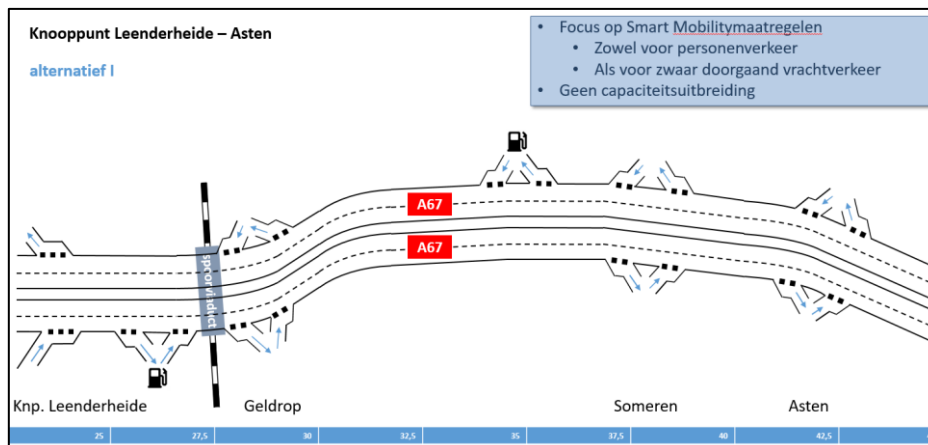 Knooppunt Leenderheide – Asten
alternatief I
• Focus op Smart Mobilitymaatregelen
• Zowel voor personenverkeer
• Als voor zwaar doorgaand vrachtverkeer
• Geen capaciteitsuitbreiding
A67
A67
spoorviaduct
Knp. Leenderheide
Geldrop
Someren
Asten
25
27,5
30
32,5
35
37,5
40
42,5